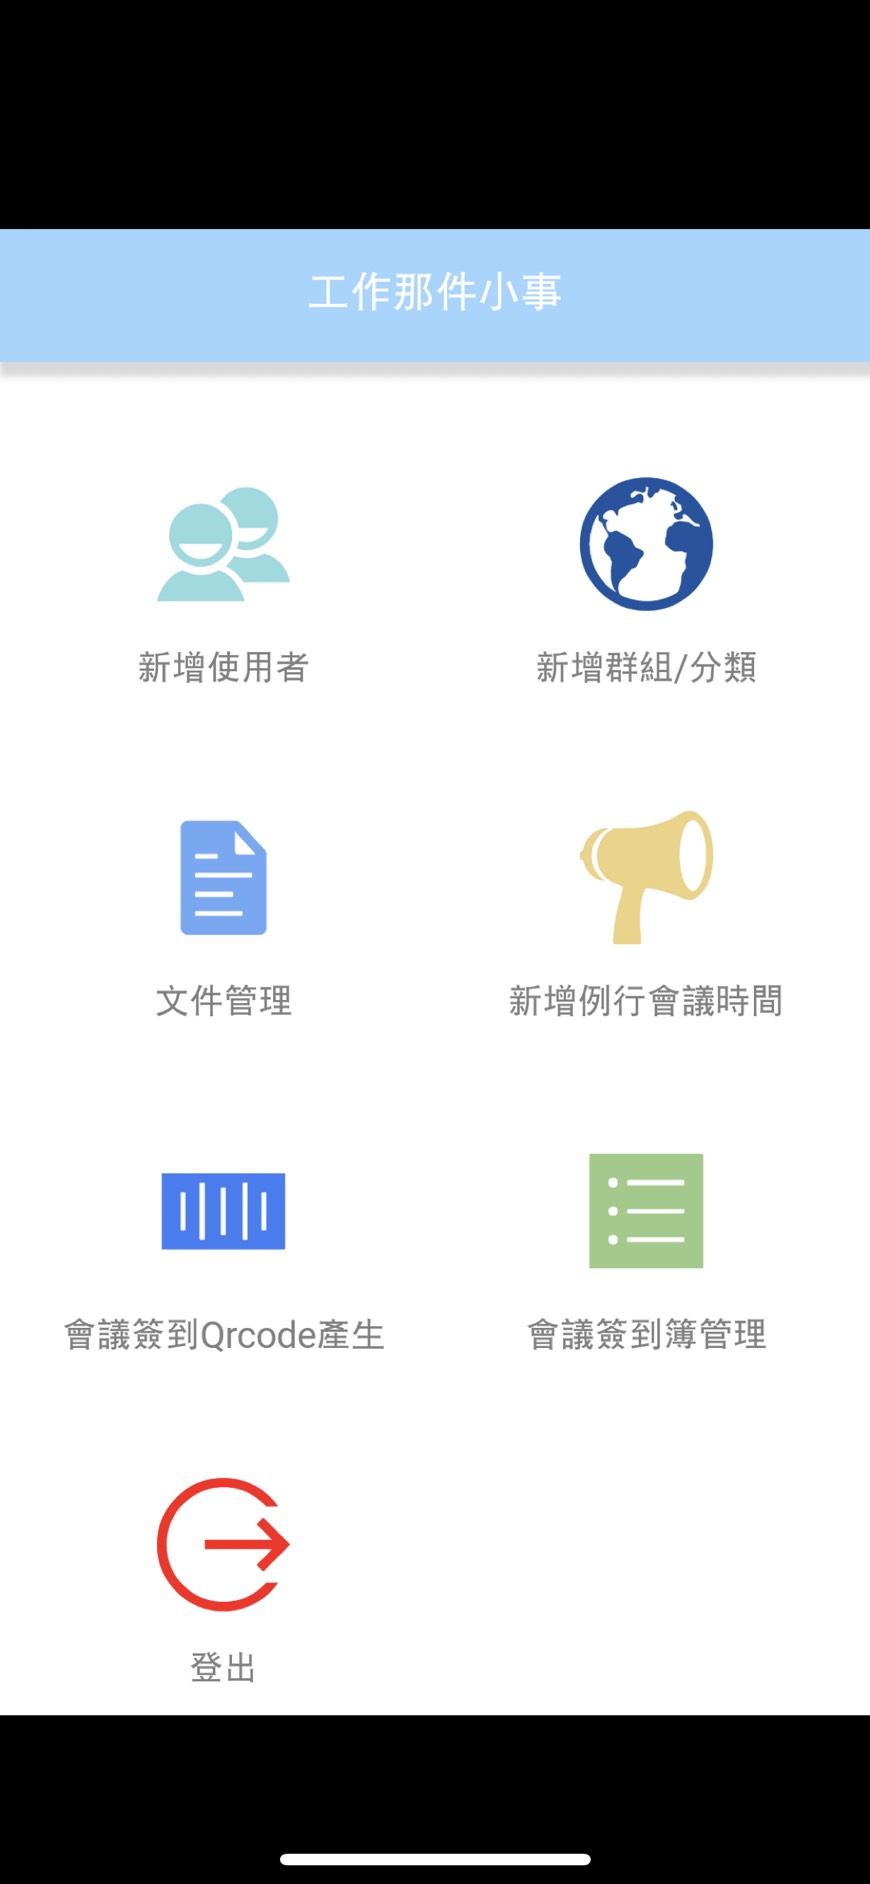 工作那件小事
新增使用者
新增群組/分類
文件管理
新增例行會議時間
會議簽到Qrcode產生
會議簽到簿管理
登出